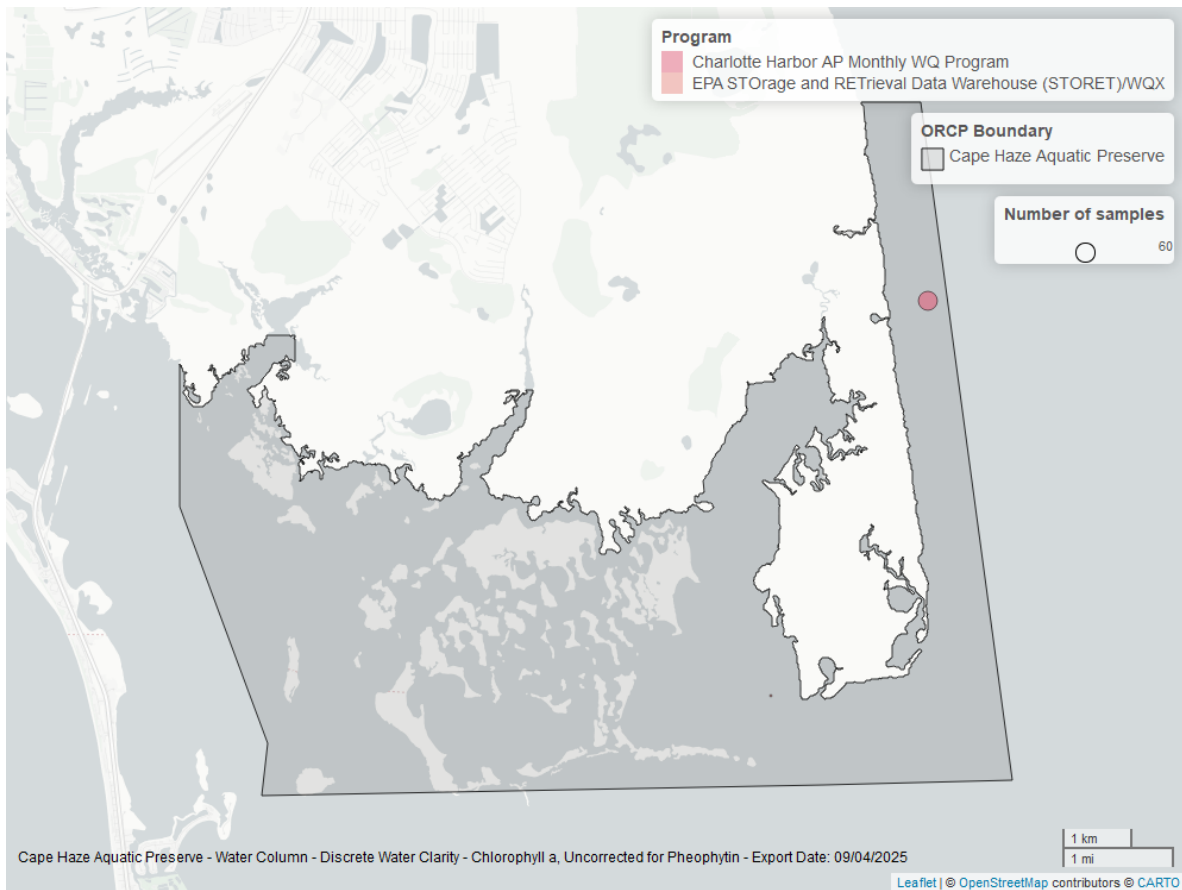 Program
Charlotte Harbor AP Monthly WQ Program
EPA STOrage and RETrieval Data Warehouse (STORET)/WQX
ORCP Boundary
Cape Haze Aquatic Preserve
Number of samples
60
1 km
1 mi
Cape Haze Aquatic Preserve - Water Column - Discrete Water Clarity - Chlorophyll a, Uncorrected for Pheophytin - Export Date: 09/04/2025
Leaflet | © OpenStreetMap contributors © CARTO